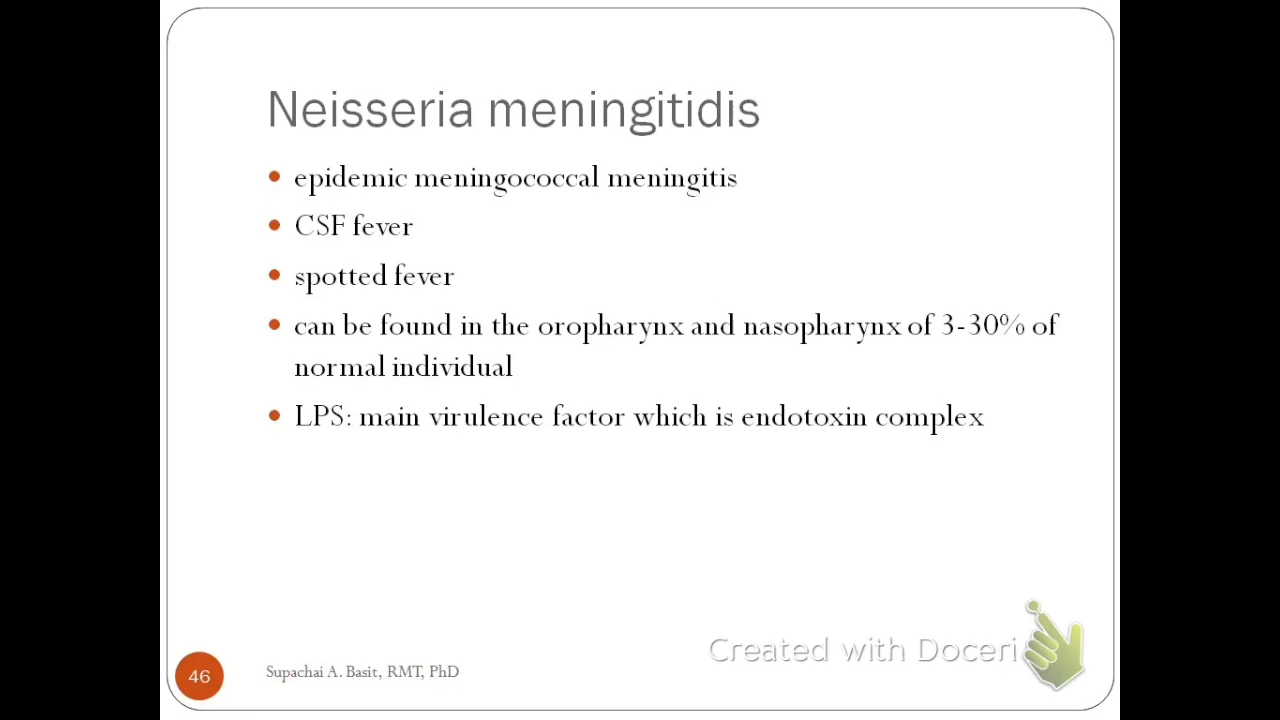 Neisseria meningitidis
• epidemic meningococcal meningitis
• CSF fever
• spotted fever
• can be found in the oropharynx and nasopharynx of 3-30% of
normal individual
• LPS: main virulence factor which is endotoxin complex
Created with Doceri
46
Supachai A. Basit, RMT, PhD